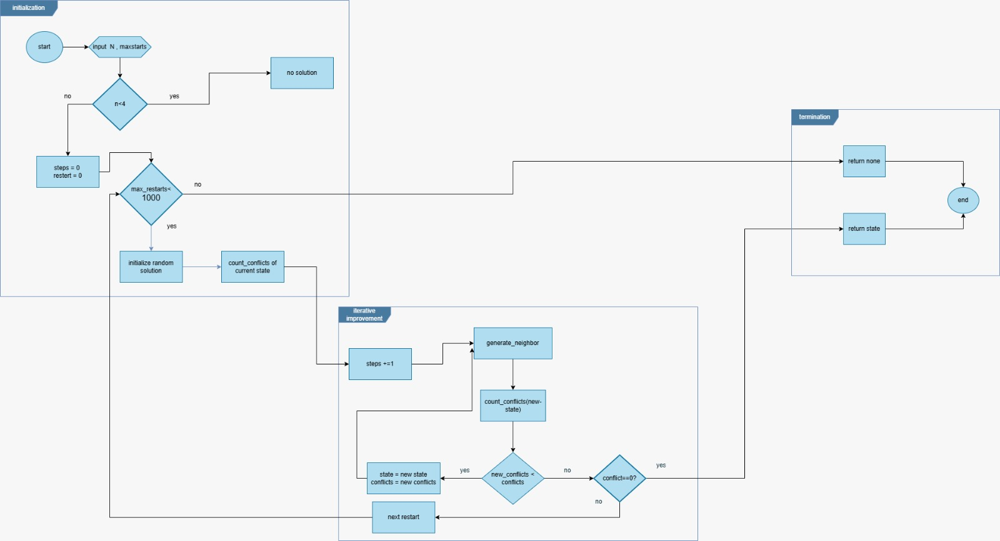 initialization
start
input N , maxstarts
no solution
no
yes
n<4
termination
return none
steps = 0
restert = 0
no
max_restarts<
1000
end
yes
return state
initialize random
solution
count_conflicts of
current state
iterative
improvement
generate_neighbor
steps +=1
count_conflicts(new-
state)
yes
no
yes
state = new state
conflicts = new conflicts
new_conflicts <
conflicts
conflict==0?
no
next restart